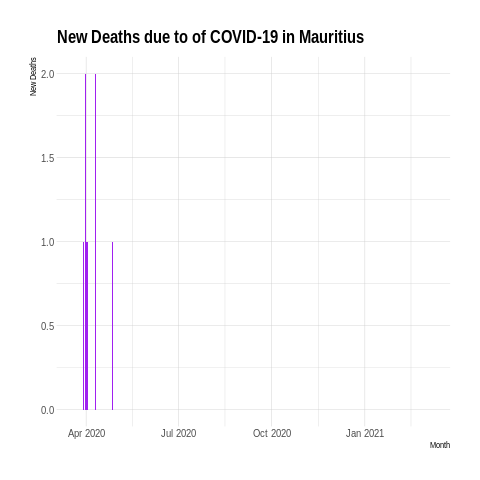 New Deaths due to of COVID-19 in Mauritius
New Deaths
2.0
1.5
1.0
0.5
0.0
Apr 2020 Jul 2020 Oct 2020 Jan 2021
Month